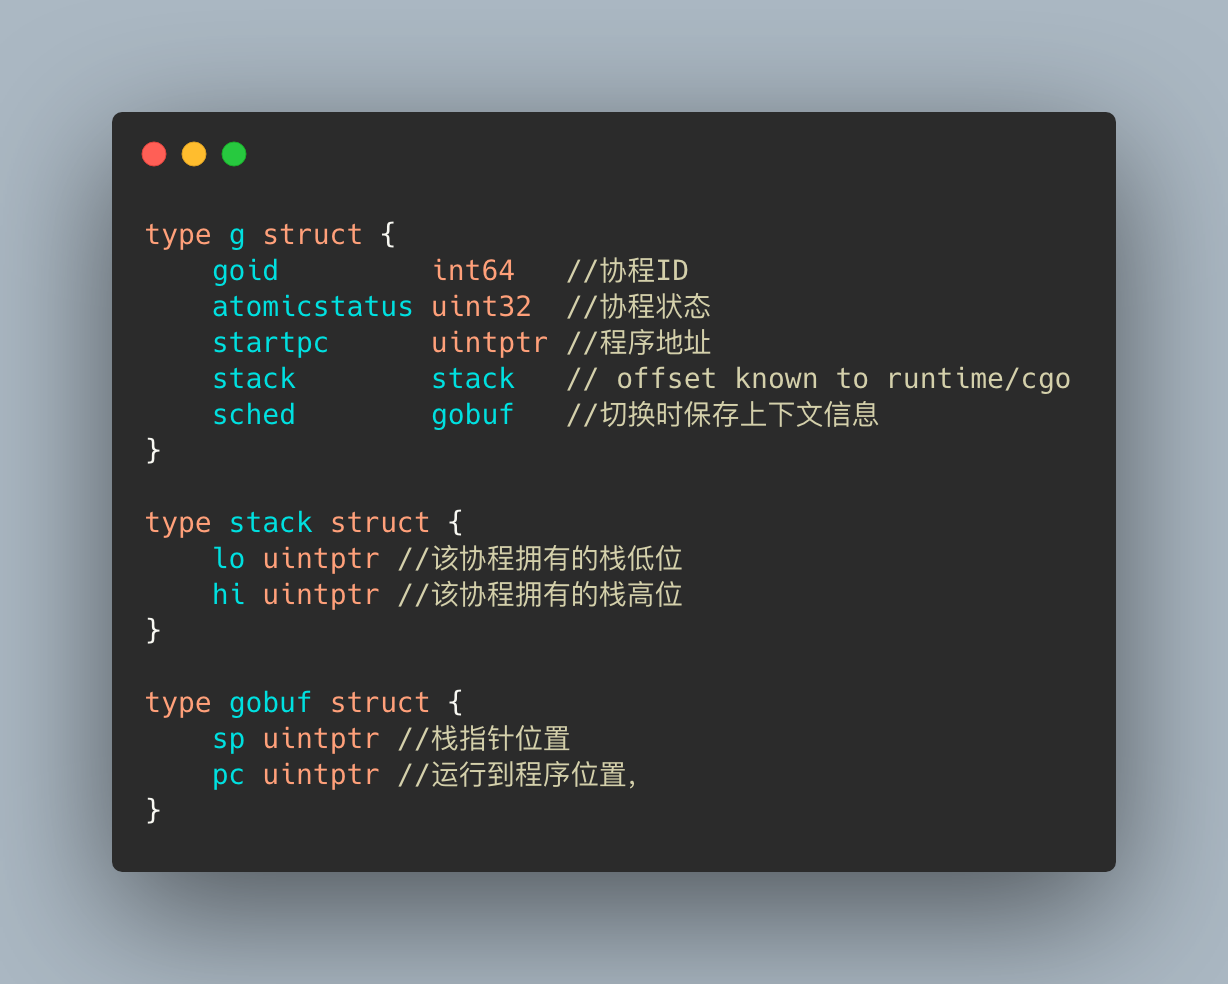 type g struct {
    goid         int64   //协程ID
    atomicstatus uint32  //协程状态
    startpc      uintptr //程序地址
    stack        stack   // offset known to runtime/cgo
    sched        gobuf   //切换时保存上下文信息
}

type stack struct {
    lo uintptr //该协程拥有的栈低位
    hi uintptr //该协程拥有的栈高位
}

type gobuf struct {
    sp uintptr //栈指针位置
    pc uintptr //运行到程序位置，
}